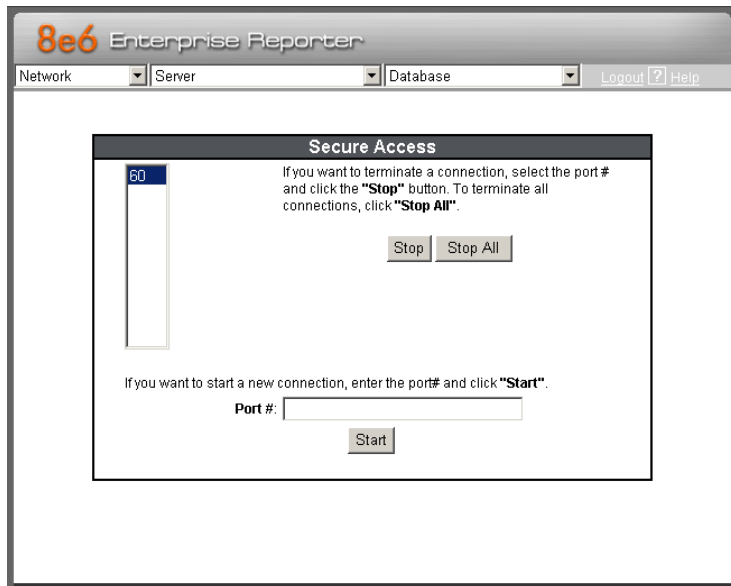 8e6 Enterprise Reporter
Network Server Database Logout ? Help
Secure Access
60
If you want to terminate a connection, select the port #
and click the "Stop" button. To terminate all
connections, click "Stop All".
Stop Stop All
If you want to start a new connection, enter the port# and click "Start".
Port #:
Start